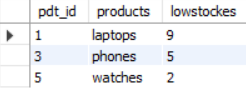 pdt_id products lowstockes
1 laptops 9
3 phones 5
5 watches 2